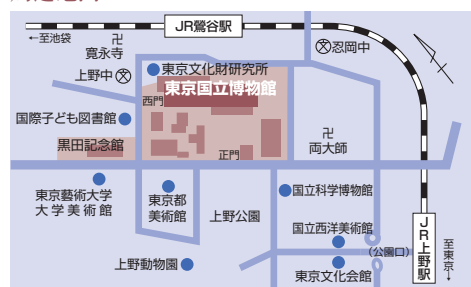 JR鶯谷駅
←至池袋
卍
寛永寺
文忍岡中
上野中文
東京文化財研究所
東京国立博物館
西門
国際子ども図書館
黒田記念館
正門
卍
両大師
東京藝術大学
大学美術館
東京都
美術館
上野公園
国立科学博物館
国立西洋美術館
(公園口)
JR上野駅
至東京→
上野動物園
東京文化会館